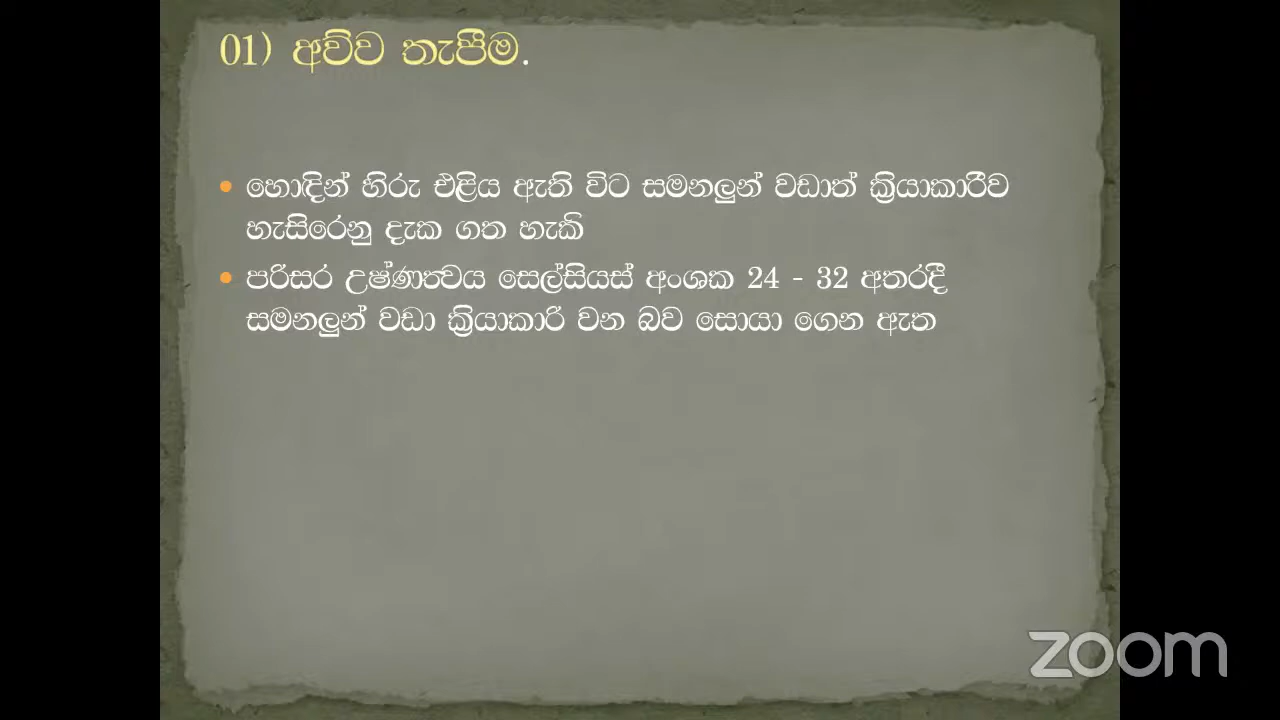 01) අව්ව තැපීම.
හොඳින් හිරු එළිය ඇති විට සමනලුන් වඩාත් ක්‍රියාකාරීව
හැසිරෙනු දැක ගත හැකි
පරිසර උෂ්ණත්වය සෙල්සියස් අංශක 24 - 32 අතරදී
සමනලුන් වඩා ක්‍රියාකාරි වන බව සොයා ගෙන ඇත
zoom